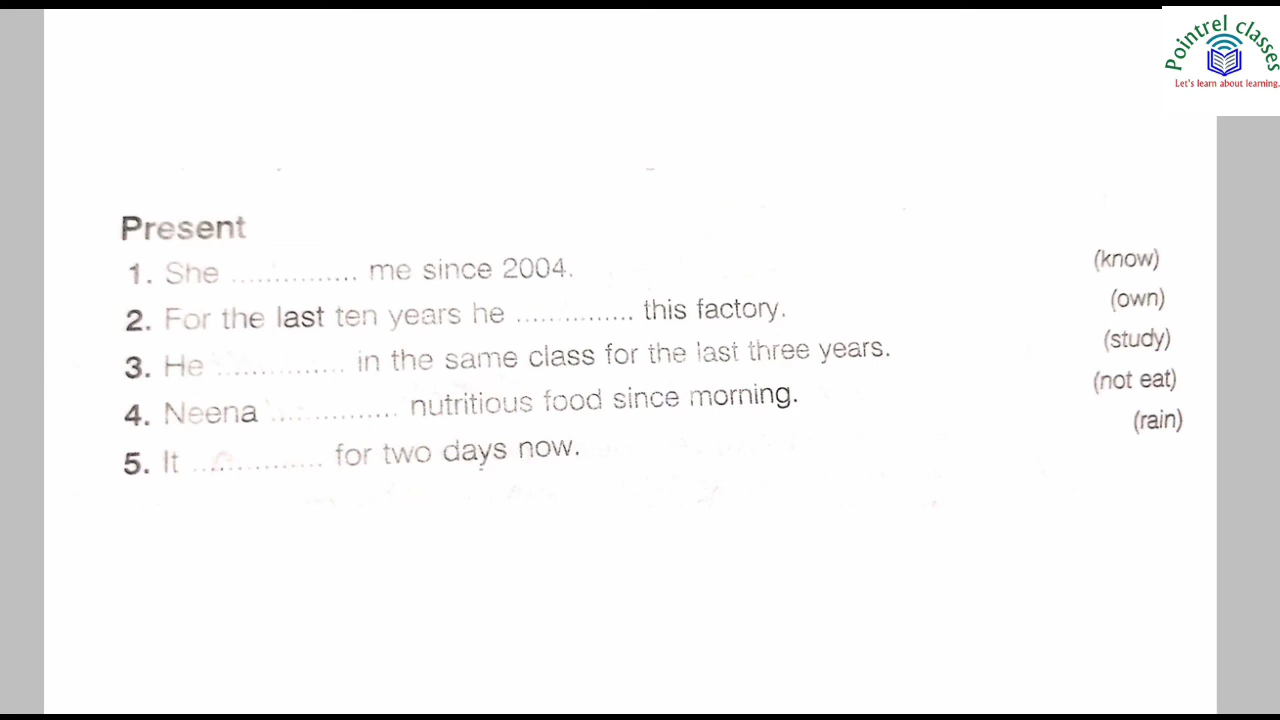 Pointrel classes
Let's learn about learning.
Present
1. She ............... me since 2004. (know)
2. For the last ten years he .............. this factory. (own)
3. He ............... in the same class for the last three years. (study)
4. Neena ............... nutritious food since morning. (not eat)
5. It ............... for two days now. (rain)